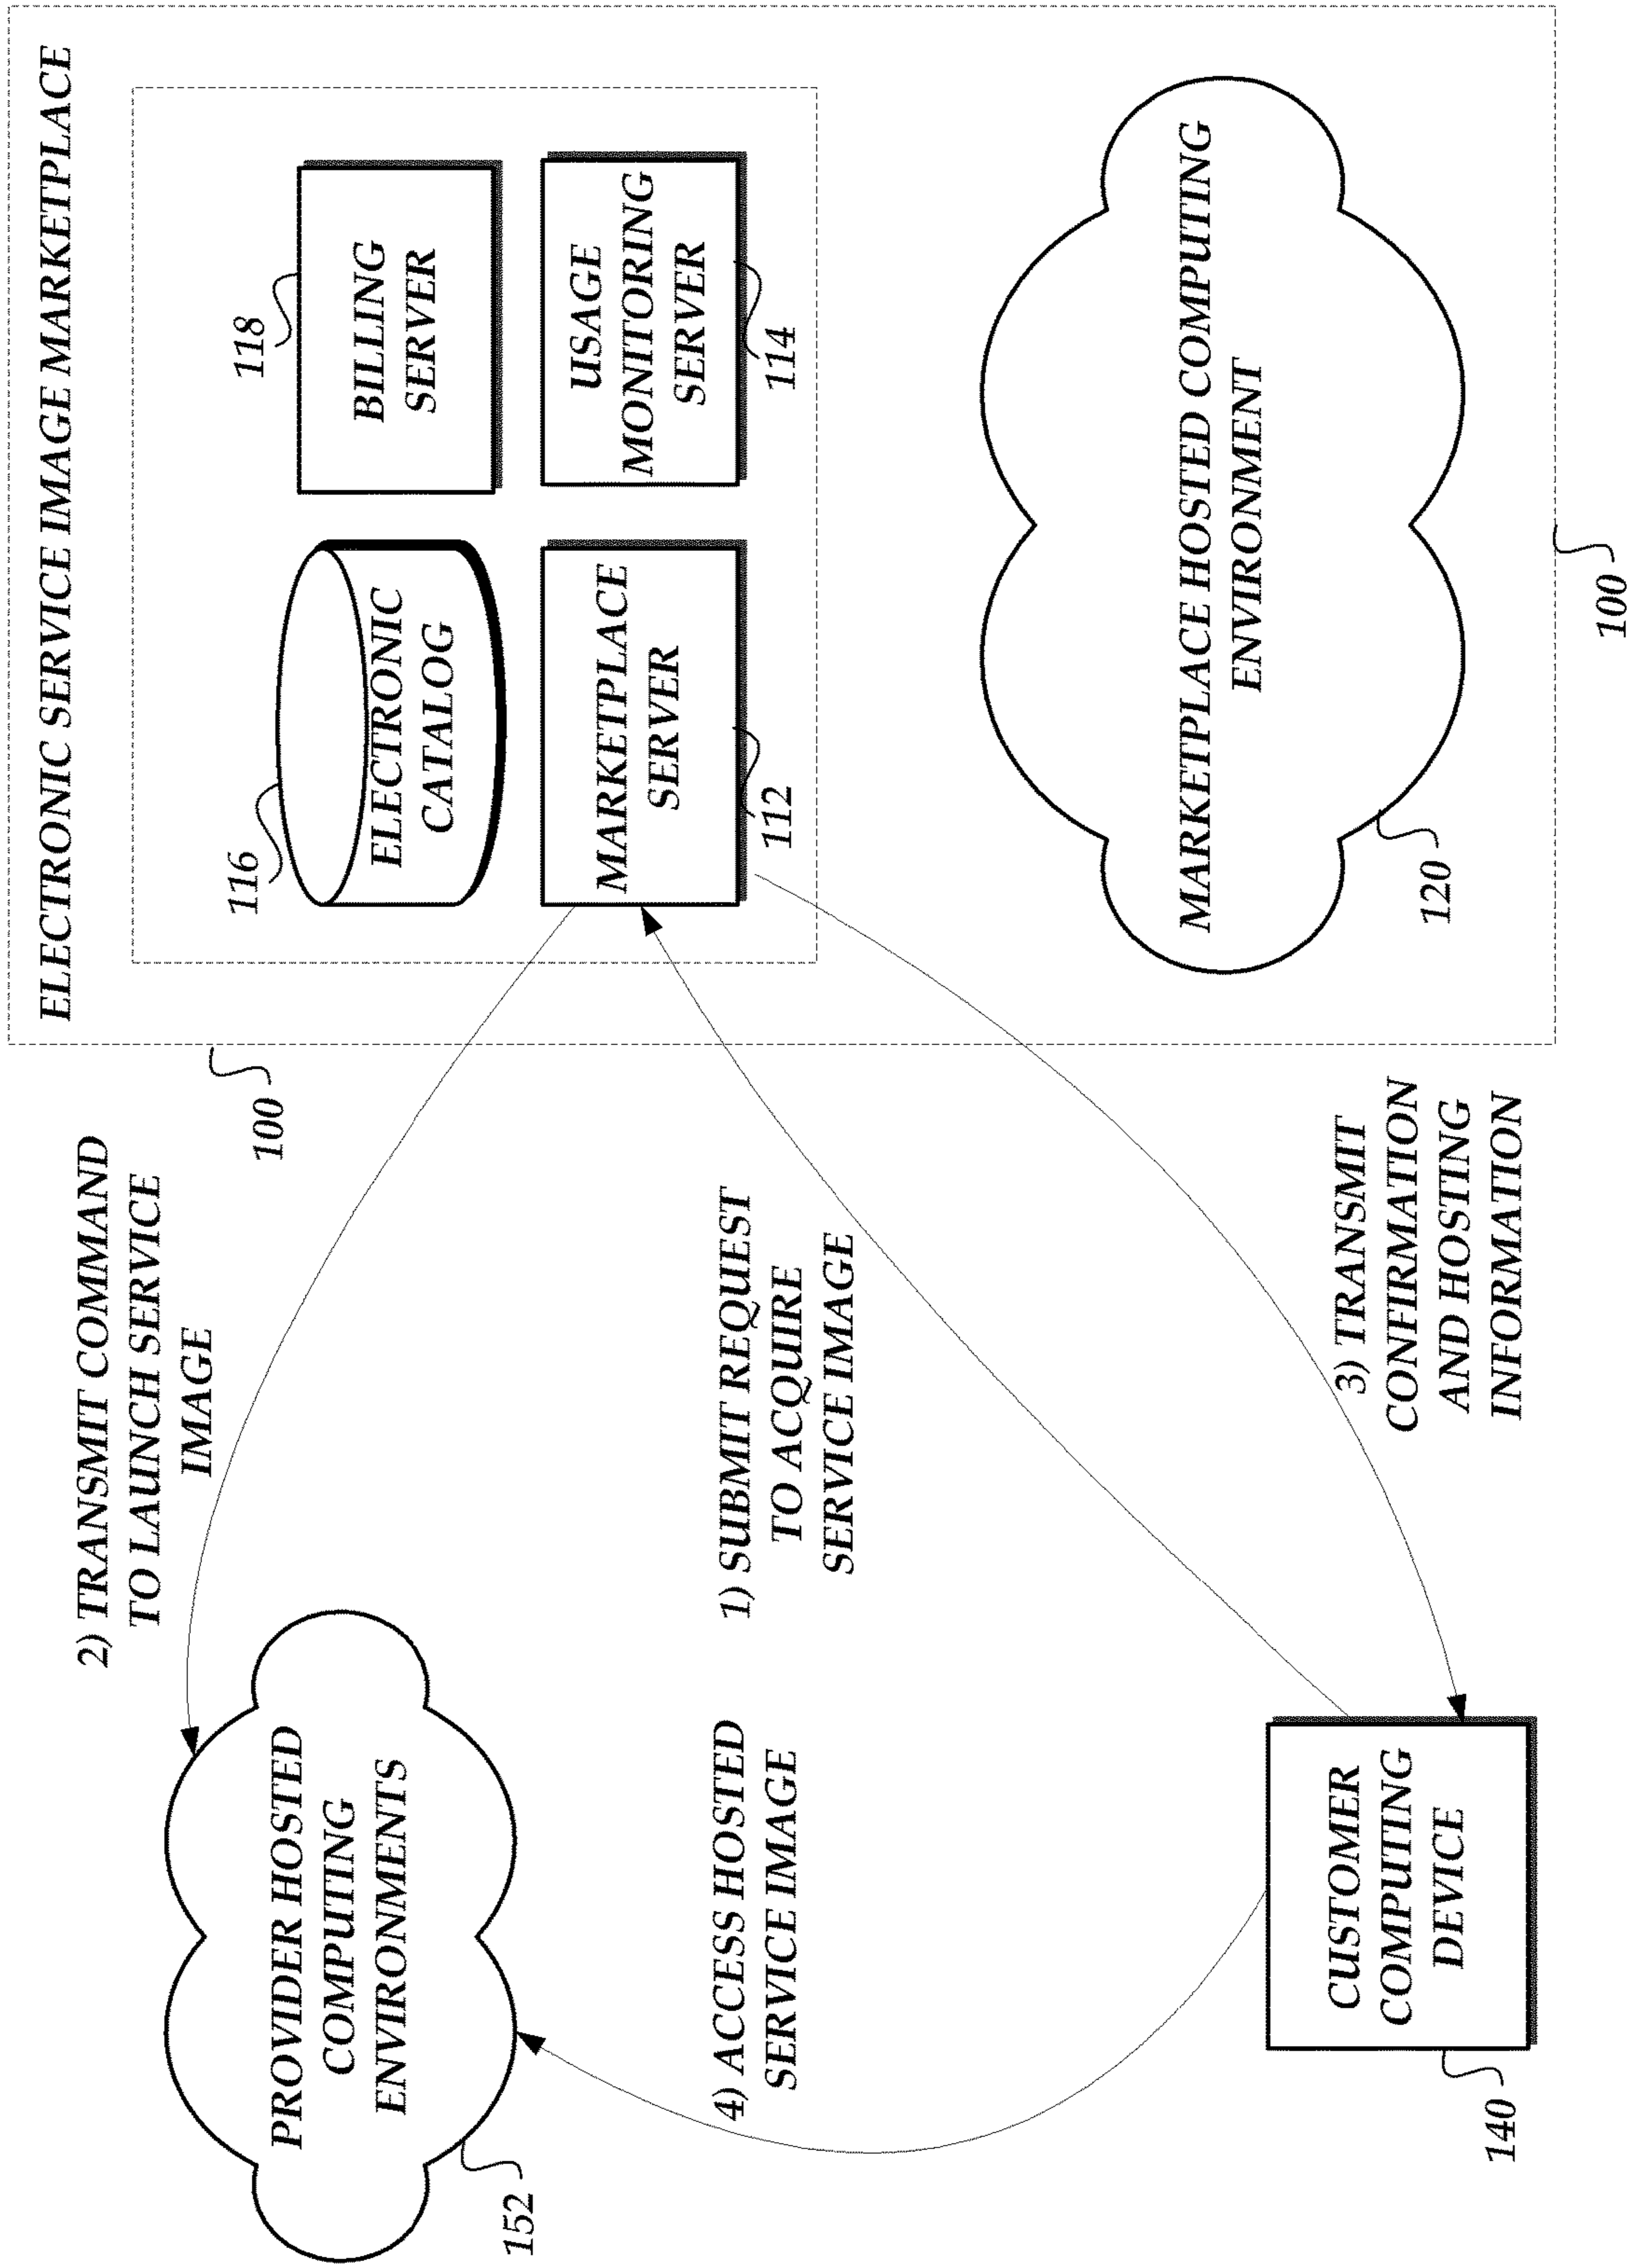 ELECTRONIC SERVICE IMAGE MARKETPLACE
2) TRANSMIT COMMAND
TO LAUNCH SERVICE
IMAGE
100
116
ELECTRONIC
CATALOG
118
BILLING
SERVER
PROVIDER HOSTED
COMPUTING
ENVIRONMENTS
152
MARKETPLACE
SERVER
112
USAGE
MONITORING
SERVER
114
4) ACCESS HOSTED
SERVICE IMAGE
1) SUBMIT REQUEST
TO ACQUIRE
SERVICE IMAGE
MARKETPLACE HOSTED COMPUTING
ENVIRONMENT
120
CUSTOMER
COMPUTING
DEVICE
140
3) TRANSMIT
CONFIRMATION
AND HOSTING
INFORMATION
100